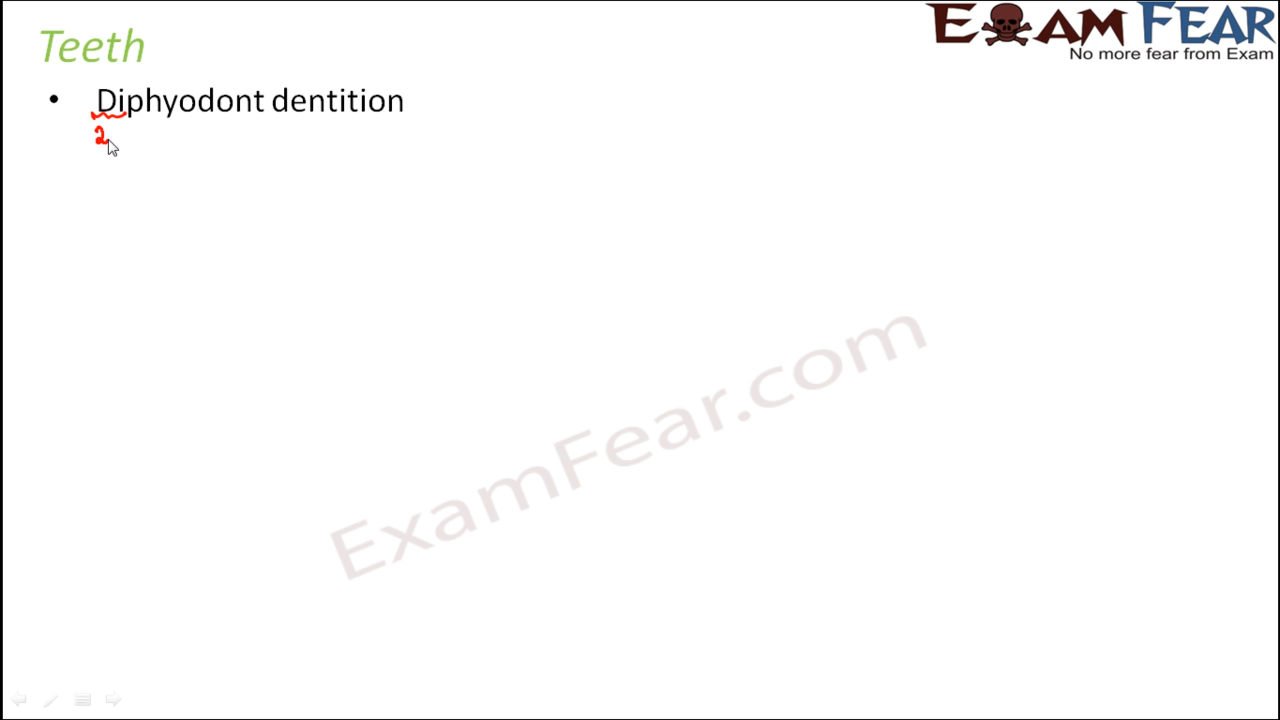 Teeth
EXAM FEAR
No more fear from Exam
• Diphyodont dentition
2
ExamFear.com